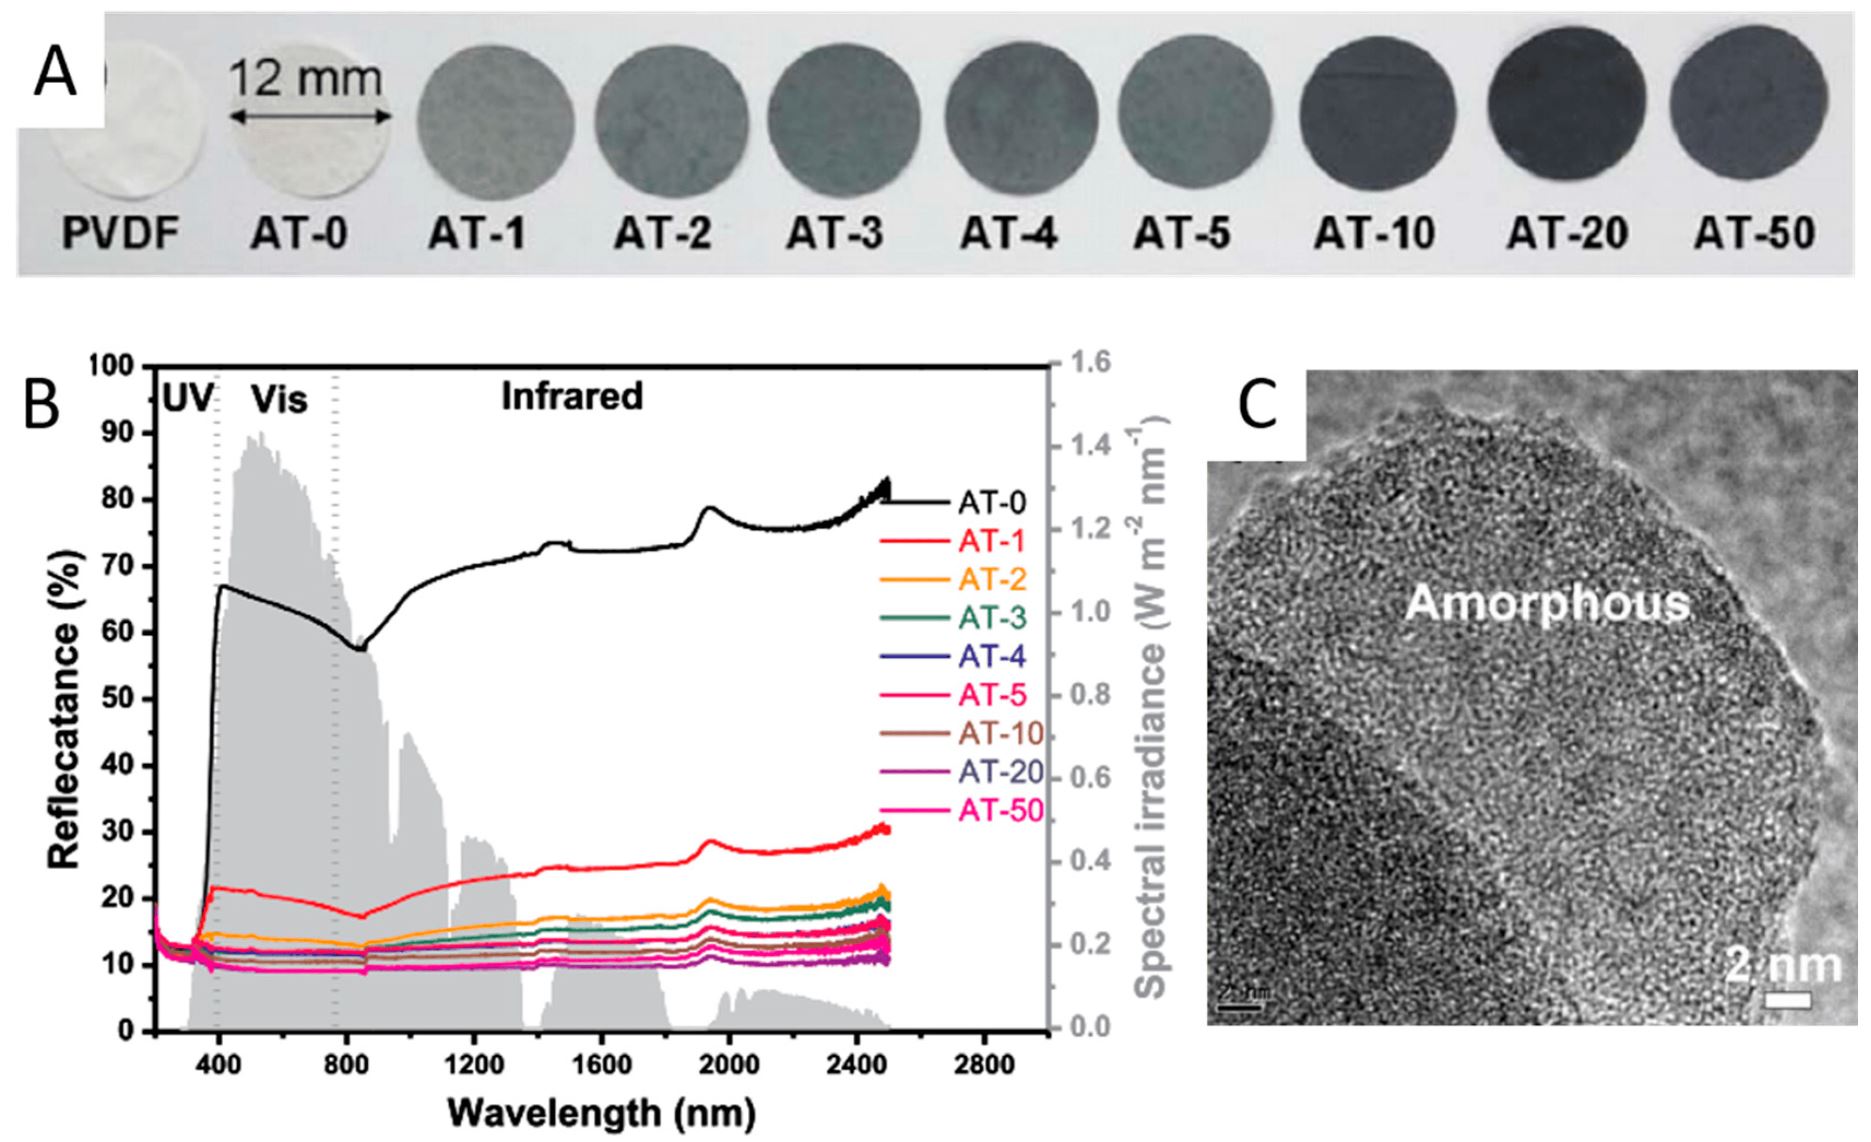 A
12 mm
PVDF AT-0 AT-1 AT-2 AT-3 AT-4 AT-5 AT-10 AT-20 AT-50
B
UV Vis Infrared
Reflecatance (%)
100
90
80
70
60
50
40
30
20
10
0
400 800 1200 1600 2000 2400 2800
Wavelength (nm)
AT-0
AT-1
AT-2
AT-3
AT-4
AT-5
AT-10
AT-20
AT-50
1.6
1.4
1.2
1.0
0.8
0.6
0.4
0.2
0.0
Spectral irradiance (W m-2 nm-1)
C
Amorphous
2 nm
2 nm